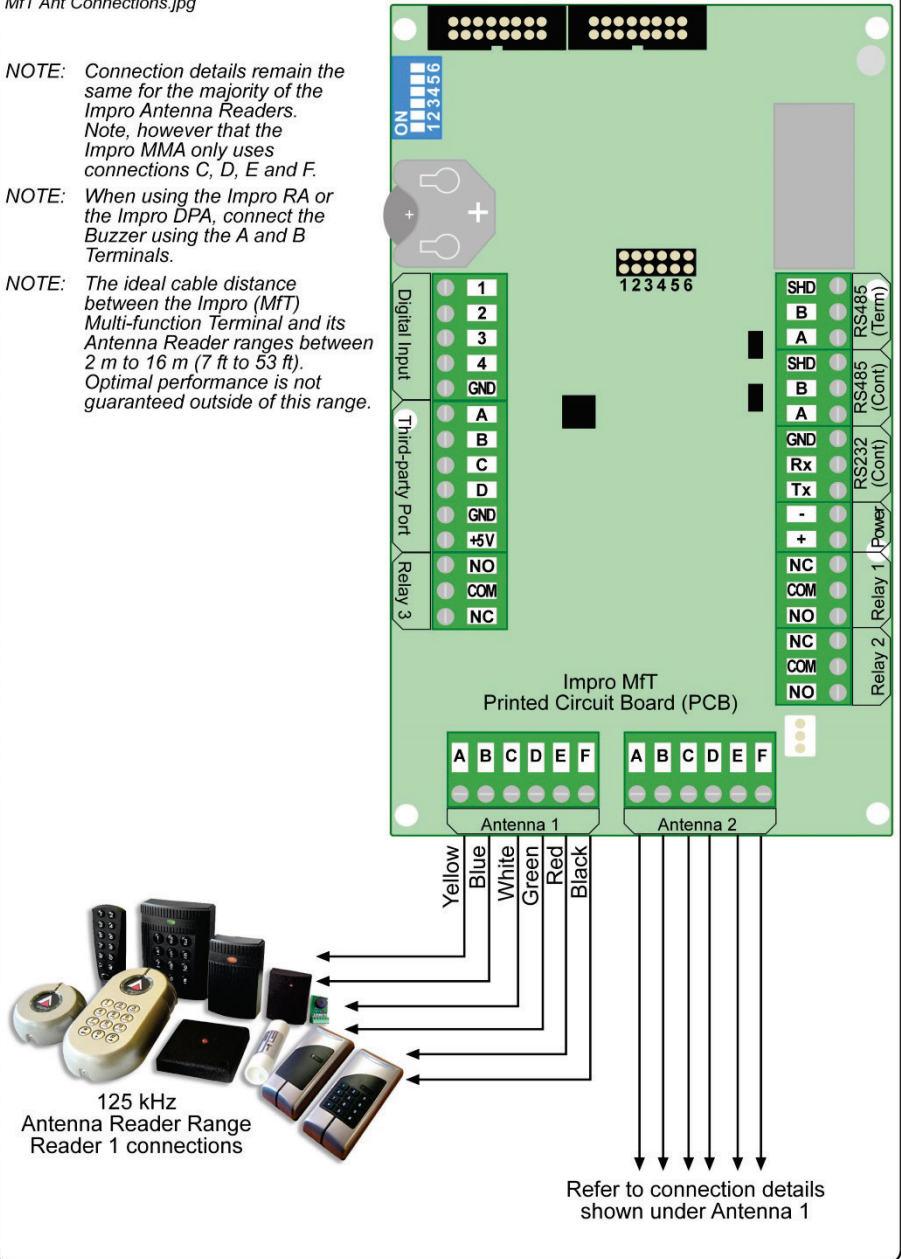 MfT Ant Connections.jpg
NOTE: Connection details remain the
same for the majority of the
Impro Antenna Readers.
Note, however that the
Impro MMA only uses
connections C, D, E and F.
NOTE: When using the Impro RA or
the Impro DPA, connect the
Buzzer using the A and B
Terminals.
NOTE: The ideal cable distance
between the Impro (MfT)
Multi-function Terminal and its
Antenna Reader ranges between
2 m to 16 m (7 ft to 53 ft).
Optimal performance is not
guaranteed outside of this range.
ON
123456
+
+
123456
Digital Input
1
2
3
4
GND
Third-party Port
A
B
C
D
GND
+5V
Relay 3
NO
COM
NC
SHD
B
A
RS485
(Term)
SHD
B
A
RS485
(Cont)
GND
Rx
Tx
RS232
(Cont)
-
+
Power
NC
COM
NO
Relay 1
NC
COM
NO
Relay 2
Impro MfT
Printed Circuit Board (PCB)
A B C D E F
Antenna 1
A B C D E F
Antenna 2
Yellow
Blue
White
Green
Red
Black
125 kHz
Antenna Reader Range
Reader 1 connections
Refer to connection details
shown under Antenna 1